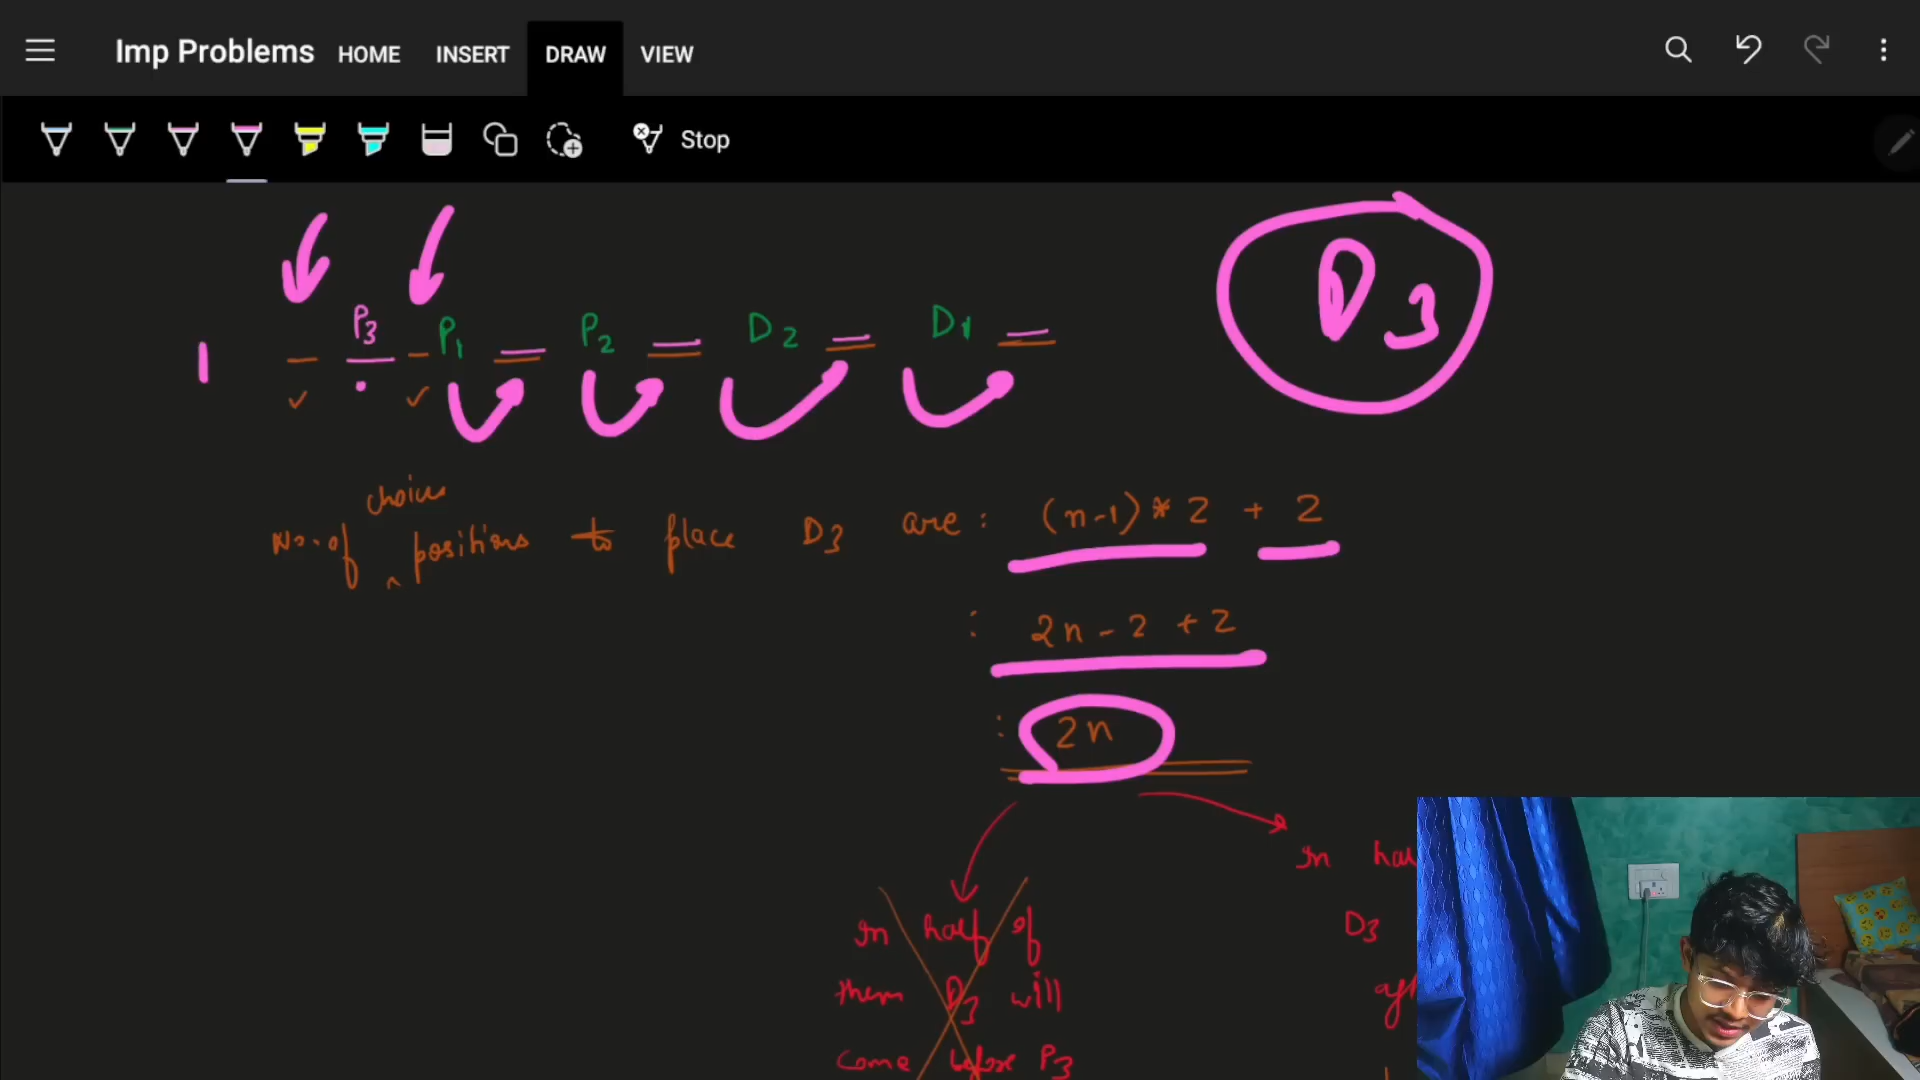 Imp Problems HOME INSERT DRAW VIEW
Stop
D3
1 P3 P1 P2 D2 D1
choice
No. of ^ positions to place D3 are : (n-1) * 2 + 2
: 2n - 2 + 2
: 2n
In half of
them D3 will
come before P3
In
D3